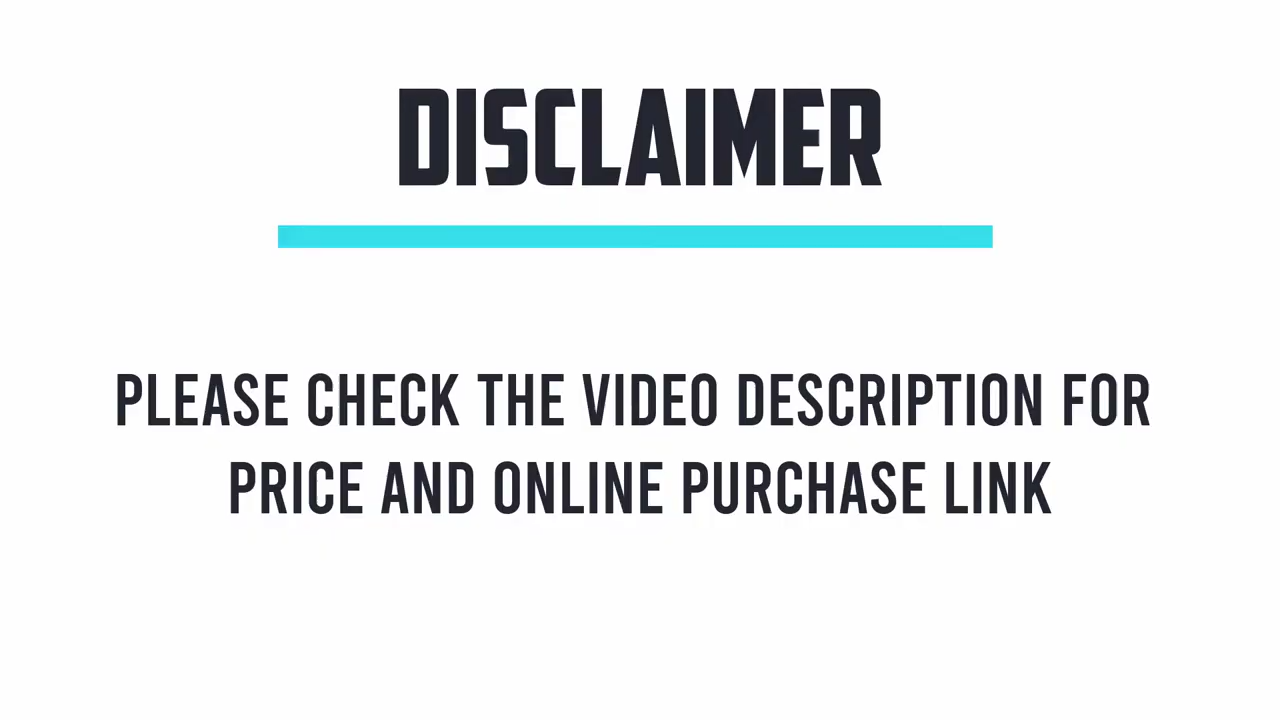 DISCLAIMER
PLEASE CHECK THE VIDEO DESCRIPTION FOR
PRICE AND ONLINE PURCHASE LINK